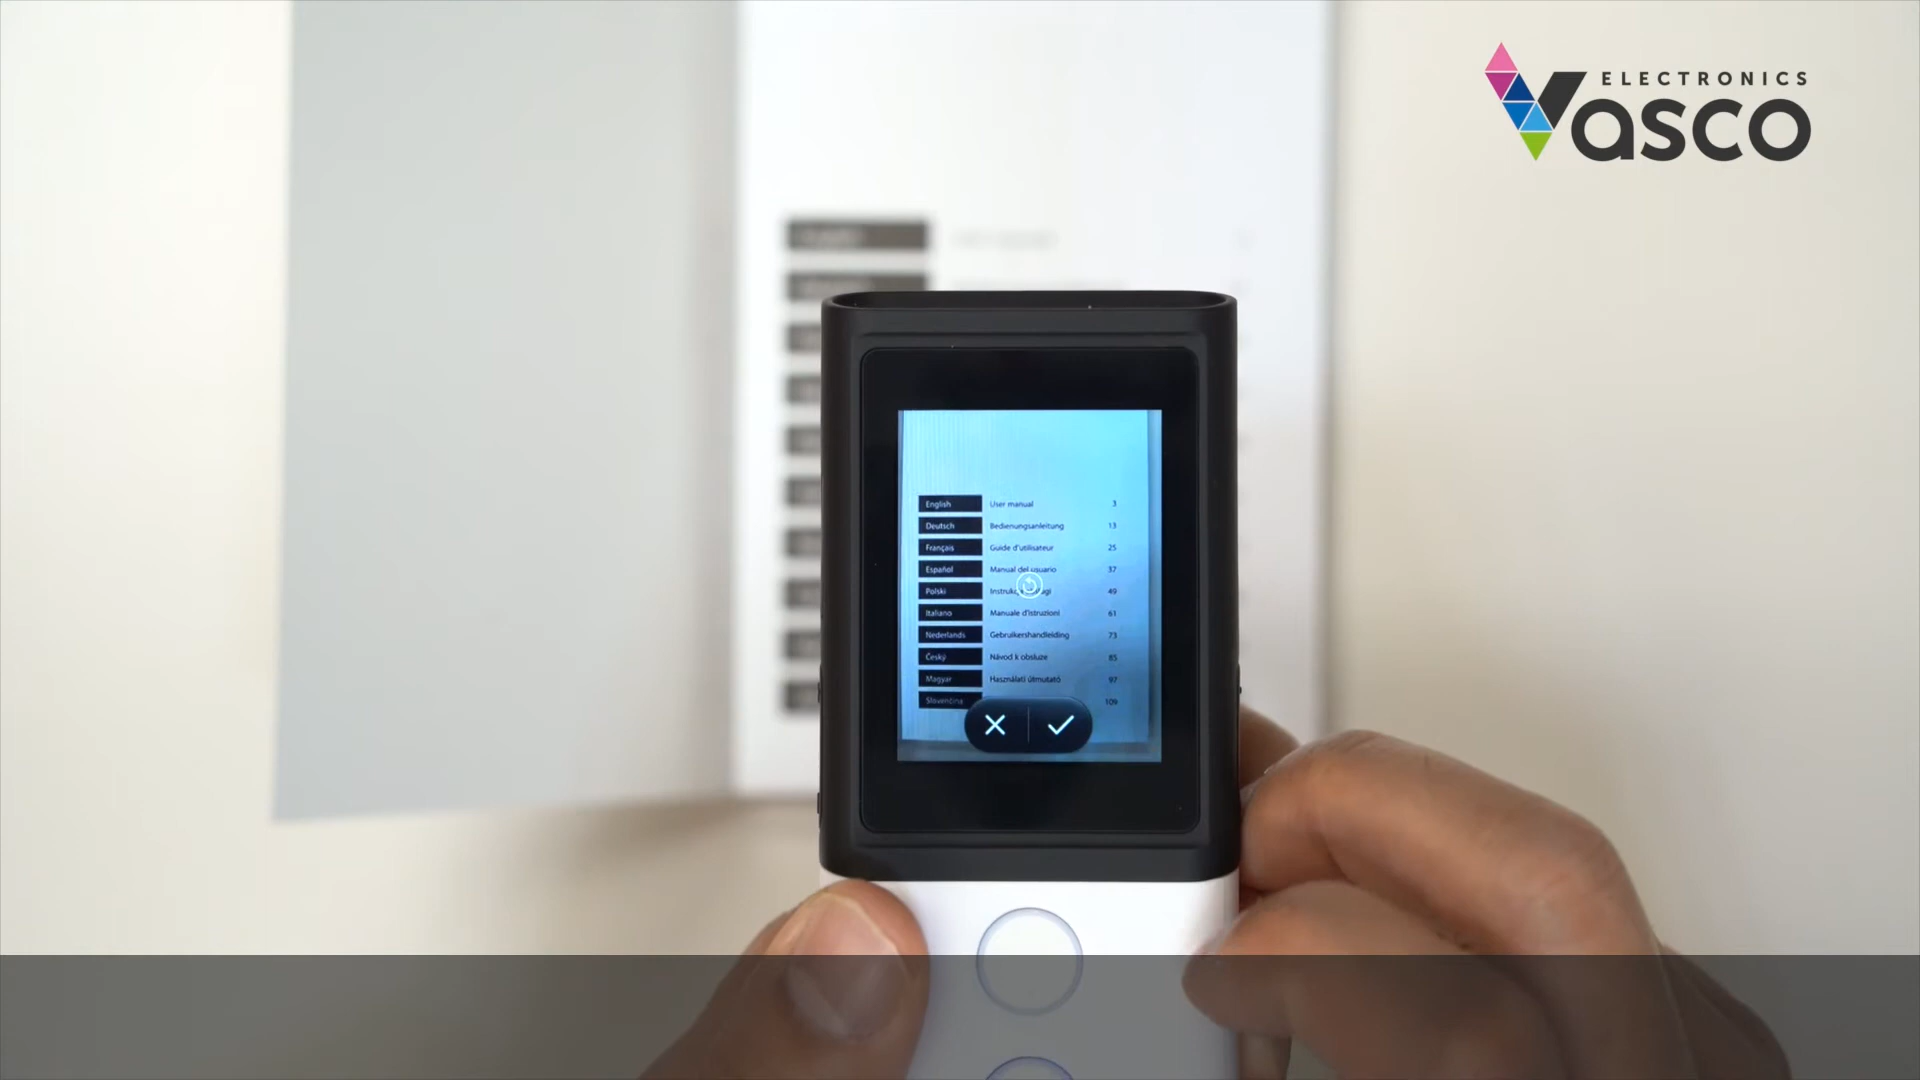 ELECTRONICS
Vasco
English User manual 3
Deutsch Bedienungsanleitung 13
Français Guide d'utilisateur 25
Español Manual del usuario 37
Polski 49
Italiano Manuale d'istruzioni 61
Nederlands Gebruikershandleiding 73
Český Návod k obsluze 85
Magyar Használati útmutató 97
Slovenčina 109